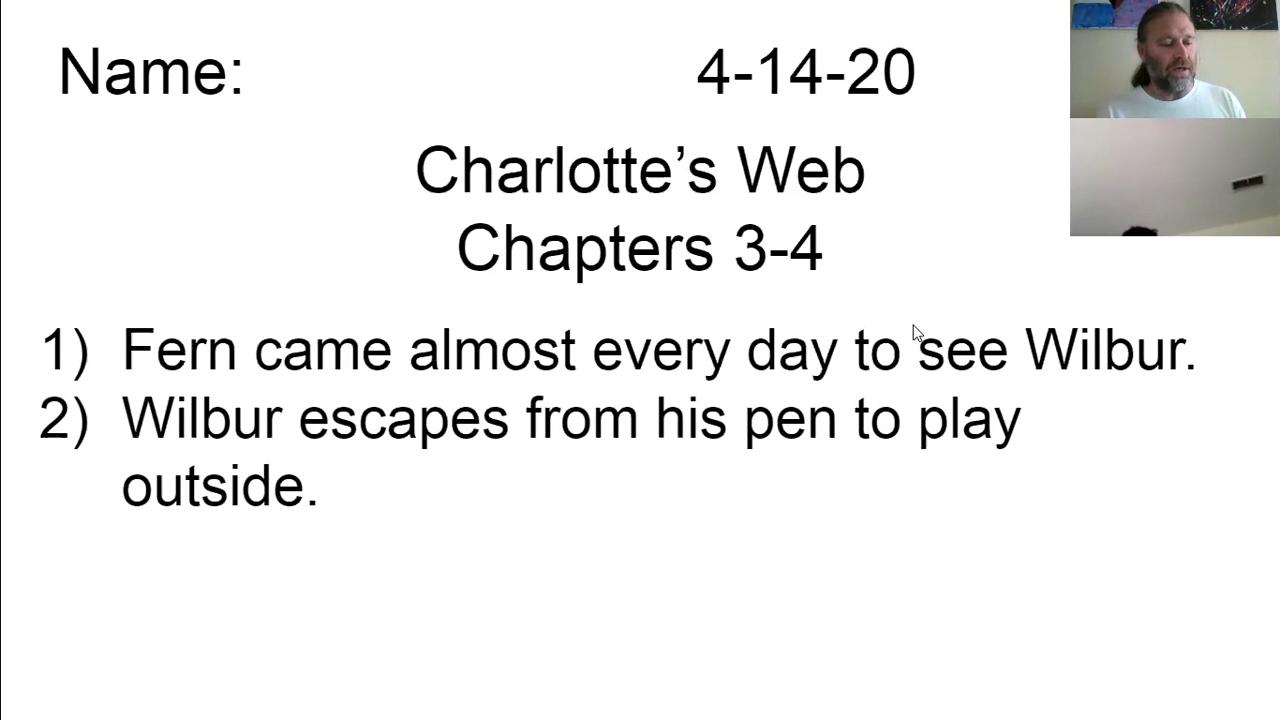 Name: 4-14-20
Charlotte’s Web
Chapters 3-4
1) Fern came almost every day to see Wilbur.
2) Wilbur escapes from his pen to play
outside.